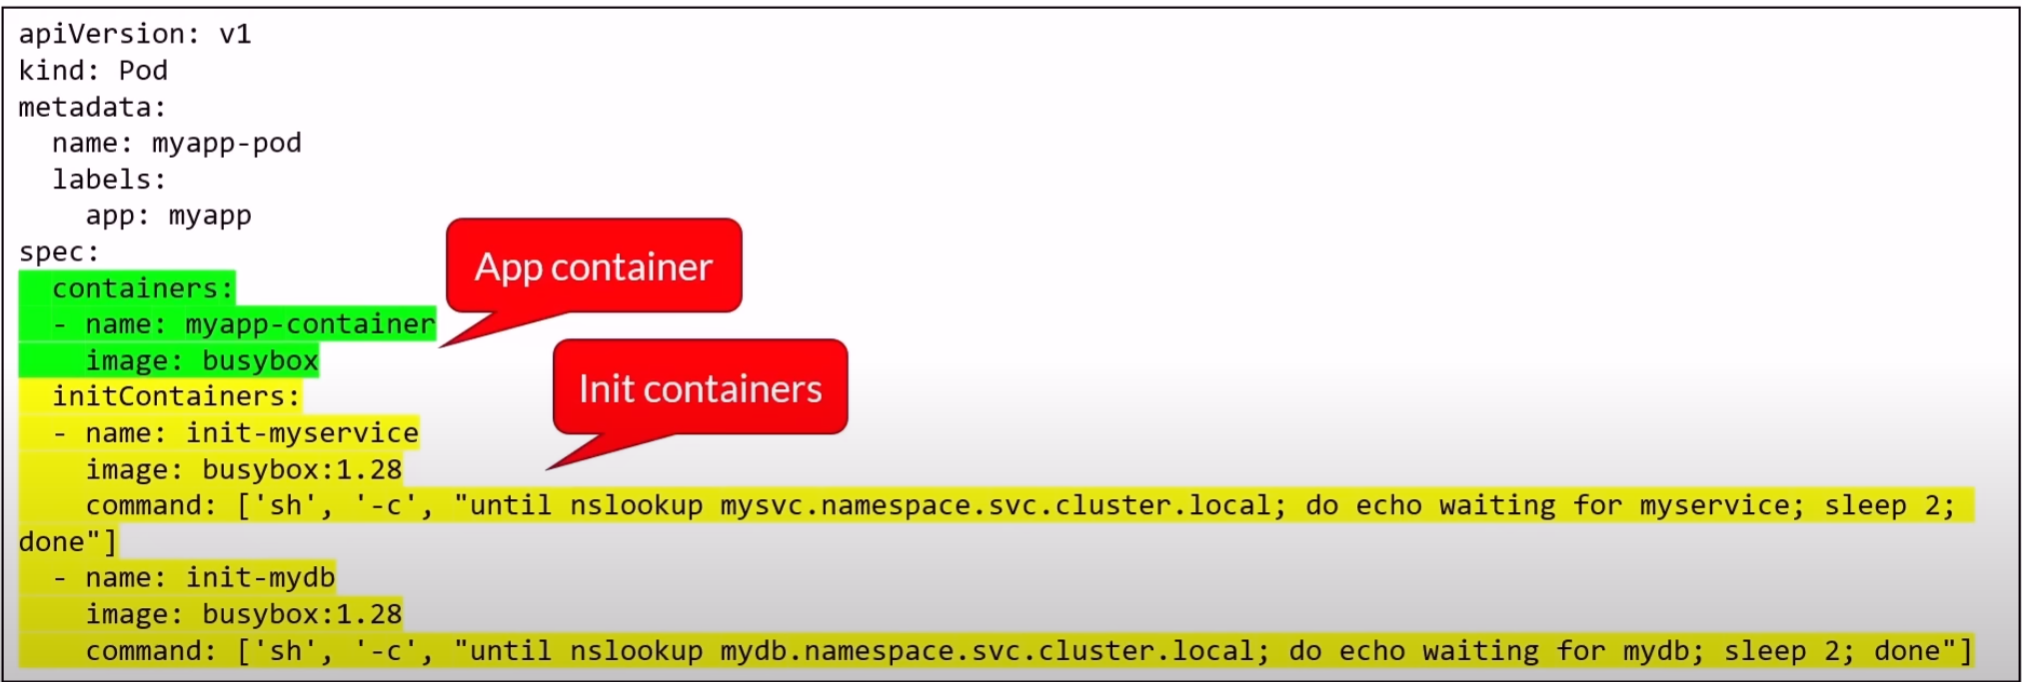 apiVersion: v1
kind: Pod
metadata:
  name: myapp-pod
  labels:
    app: myapp
spec:
App container
  containers:
  - name: myapp-container
    image: busybox
Init containers
  initContainers:
  - name: init-myservice
    image: busybox:1.28
    command: ['sh', '-c', "until nslookup mysvc.namespace.svc.cluster.local; do echo waiting for myservice; sleep 2;
done"]
  - name: init-mydb
    image: busybox:1.28
    command: ['sh', '-c', "until nslookup mydb.namespace.svc.cluster.local; do echo waiting for mydb; sleep 2; done"]